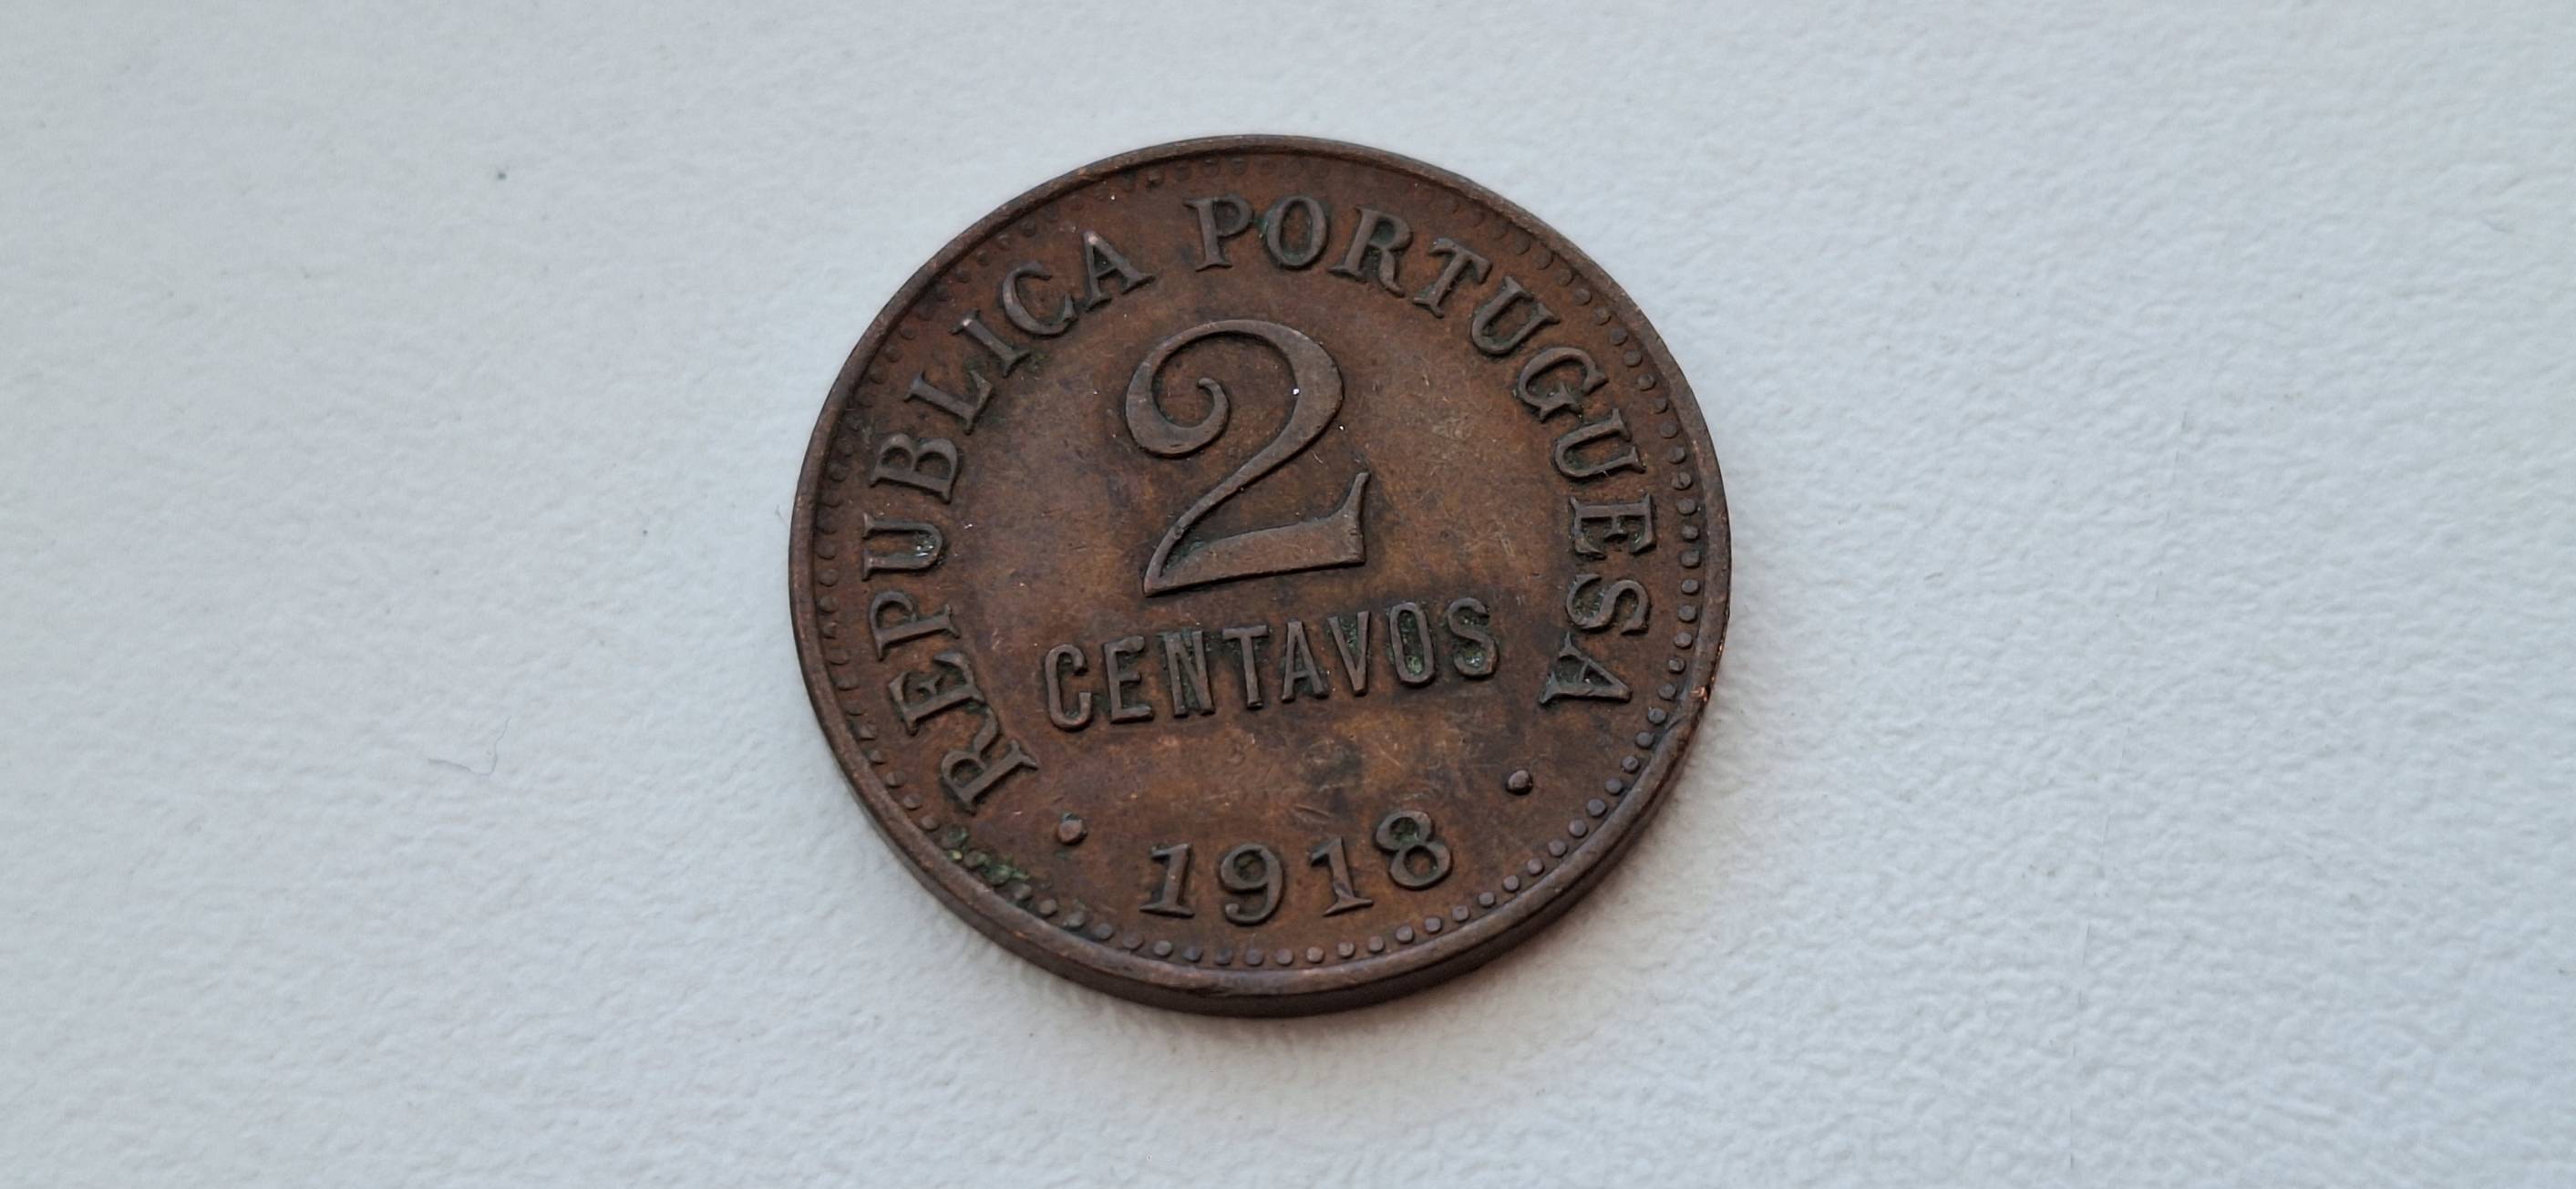 REPUBLICA PORTUGUESA
2
CENTAVOS
• 1918 •